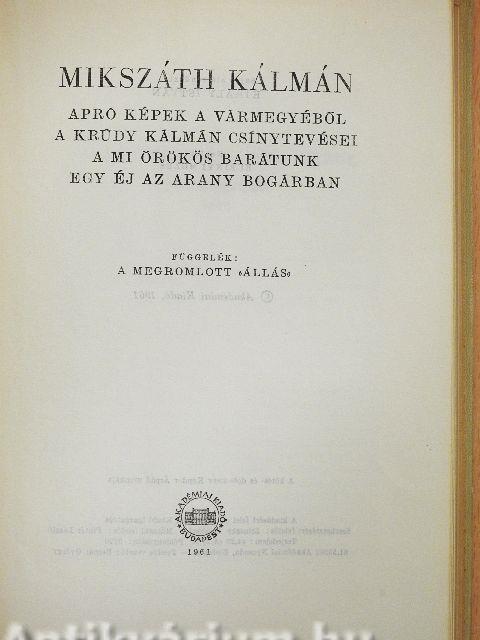 MIKSZÁTH KÁLMÁN
APRÓ KÉPEK A VÁRMEGYÉBŐL
A KRÚDY KÁLMÁN CSÍNYTEVÉSEI
A MI ÖRÖKÖS BARÁTUNK
EGY ÉJ AZ ARANY BOGÁRBAN
FÜGGELÉK:
A MEGROMLOTT »ÁLLÁS«
© Akadémiai Kiadó, 1961
AKADÉMIAI KIADÓ
BUDAPEST
1961
Antikvárium.hu